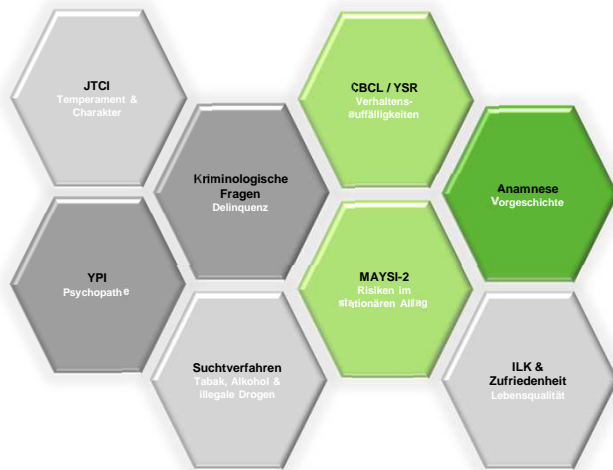 JTCI
Temperament &
Charakter
CBCL / YSR
Verhaltens-
auffälligkeiten
Kriminologische
Fragen
Delinquenz
Anamnese
Vorgeschichte
YPI
Psychopathe
MAYSI-2
Risiken im
stationären Alltag
Suchtverfahren
Tabak, Alkohol &
illegale Drogen
ILK &
Zufriedenheit
Lebensqualität